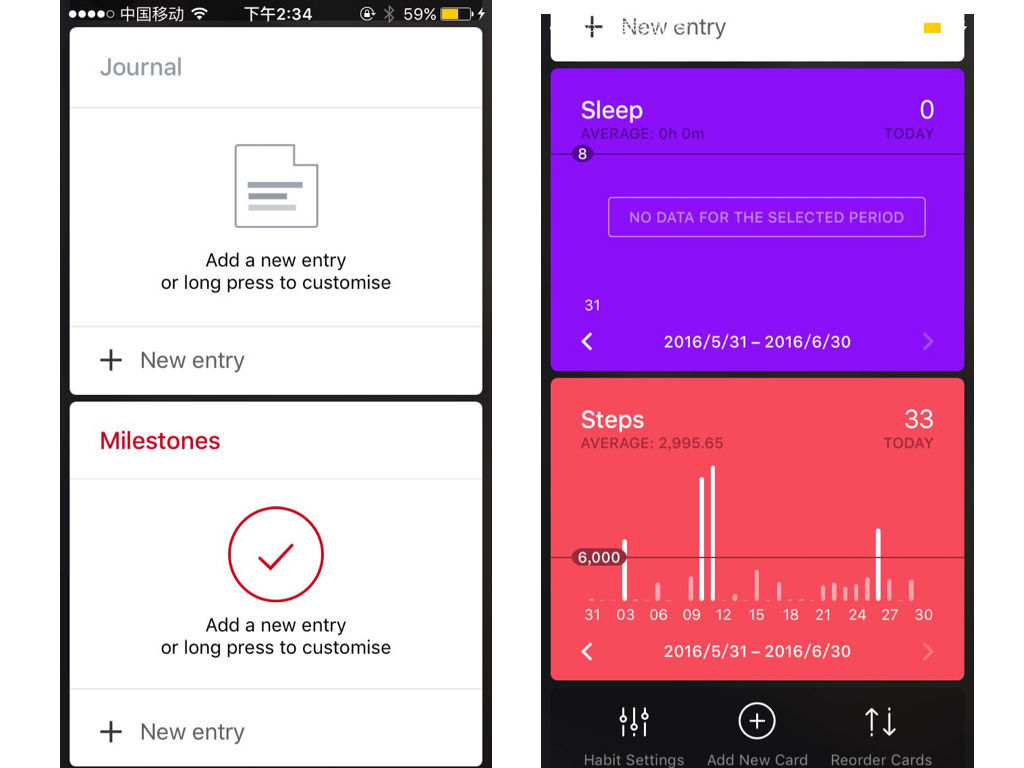 中国移动 下午2:34 59%
Journal
Add a new entry
or long press to customise
New entry
Milestones
Add a new entry
or long press to customise
New entry
New entry
Sleep 0
AVERAGE: 0h 0m TODAY
8
NO DATA FOR THE SELECTED PERIOD
31
2016/5/31 – 2016/6/30
Steps 33
AVERAGE: 2,995.65 TODAY
6,000
31 03 06 09 12 15 18 21 24 27 30
2016/5/31 – 2016/6/30
Habit Settings Add New Card Reorder Cards